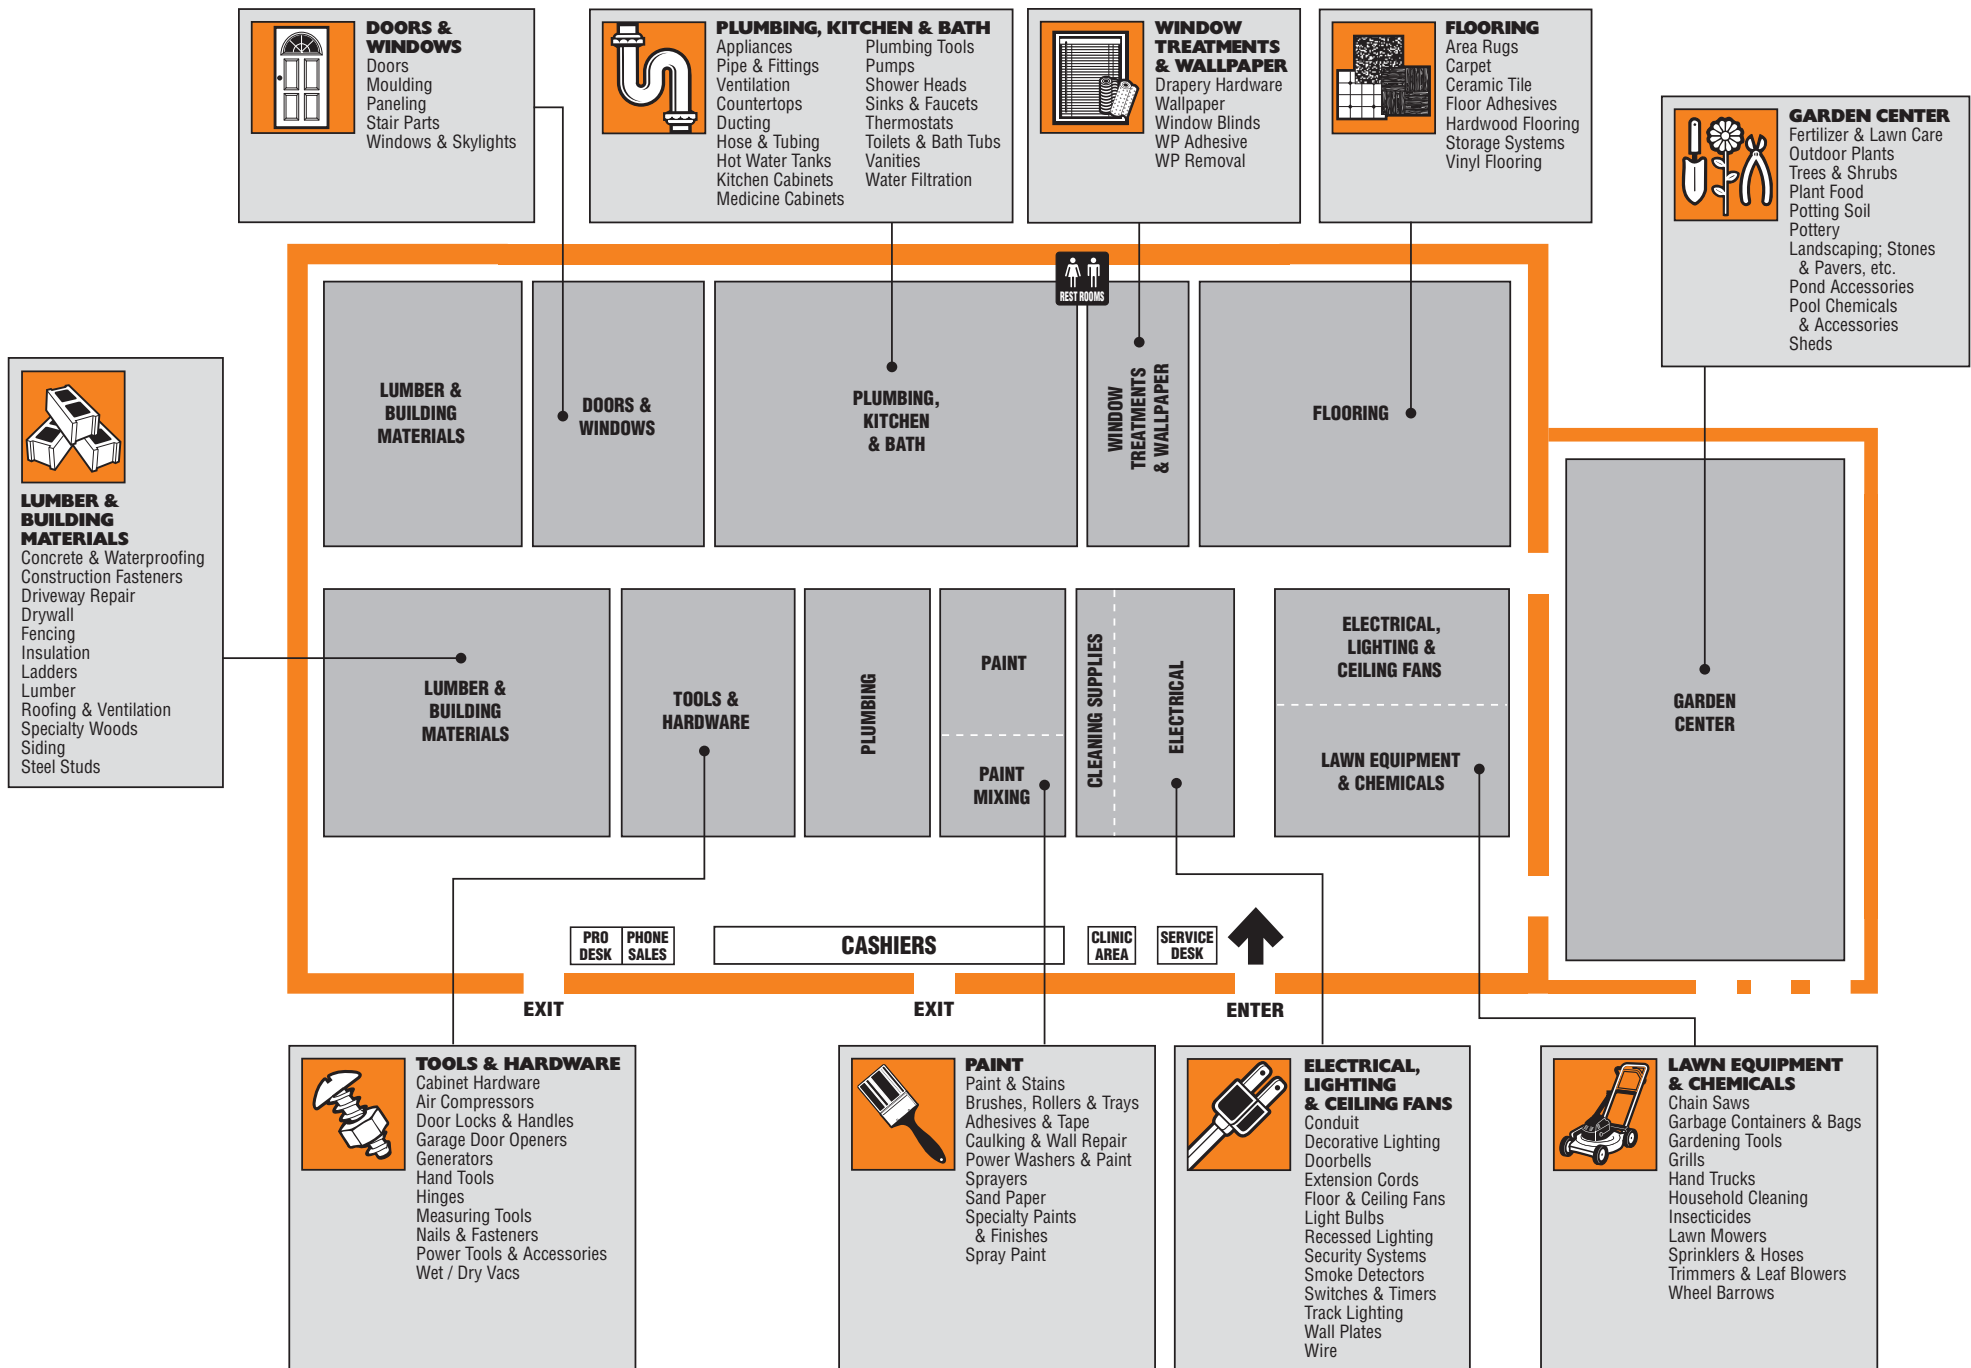 DOORS &
WINDOWS
Doors
Moulding
Paneling
Stair Parts
Windows & Skylights
PLUMBING, KITCHEN & BATH
Appliances
Pipe & Fittings
Ventilation
Countertops
Ducting
Hose & Tubing
Hot Water Tanks
Kitchen Cabinets
Medicine Cabinets
Plumbing Tools
Pumps
Shower Heads
Sinks & Faucets
Thermostats
Toilets & Bath Tubs
Vanities
Water Filtration
WINDOW
TREATMENTS
& WALLPAPER
Drapery Hardware
Wallpaper
Window Blinds
WP Adhesive
WP Removal
FLOORING
Area Rugs
Carpet
Ceramic Tile
Floor Adhesives
Hardwood Flooring
Storage Systems
Vinyl Flooring
GARDEN CENTER
Fertilizer & Lawn Care
Outdoor Plants
Trees & Shrubs
Plant Food
Potting Soil
Pottery
Landscaping; Stones
& Pavers, etc.
Pond Accessories
Pool Chemicals
& Accessories
Sheds
REST ROOMS
LUMBER &
BUILDING
MATERIALS
DOORS &
WINDOWS
PLUMBING,
KITCHEN
& BATH
WINDOW
TREATMENTS
& WALLPAPER
FLOORING
LUMBER &
BUILDING
MATERIALS
Concrete & Waterproofing
Construction Fasteners
Driveway Repair
Drywall
Fencing
Insulation
Ladders
Lumber
Roofing & Ventilation
Specialty Woods
Siding
Steel Studs
LUMBER &
BUILDING
MATERIALS
TOOLS &
HARDWARE
PLUMBING
PAINT
PAINT
MIXING
CLEANING SUPPLIES
ELECTRICAL
ELECTRICAL,
LIGHTING &
CEILING FANS
LAWN EQUIPMENT
& CHEMICALS
GARDEN
CENTER
PRO
DESK
PHONE
SALES
CASHIERS
CLINIC
AREA
SERVICE
DESK
EXIT
EXIT
ENTER
TOOLS & HARDWARE
Cabinet Hardware
Air Compressors
Door Locks & Handles
Garage Door Openers
Generators
Hand Tools
Hinges
Measuring Tools
Nails & Fasteners
Power Tools & Accessories
Wet / Dry Vacs
PAINT
Paint & Stains
Brushes, Rollers & Trays
Adhesives & Tape
Caulking & Wall Repair
Power Washers & Paint
Sprayers
Sand Paper
Specialty Paints
& Finishes
Spray Paint
ELECTRICAL,
LIGHTING
& CEILING FANS
Conduit
Decorative Lighting
Doorbells
Extension Cords
Floor & Ceiling Fans
Light Bulbs
Recessed Lighting
Security Systems
Smoke Detectors
Switches & Timers
Track Lighting
Wall Plates
Wire
LAWN EQUIPMENT
& CHEMICALS
Chain Saws
Garbage Containers & Bags
Gardening Tools
Grills
Hand Trucks
Household Cleaning
Insecticides
Lawn Mowers
Sprinklers & Hoses
Trimmers & Leaf Blowers
Wheel Barrows